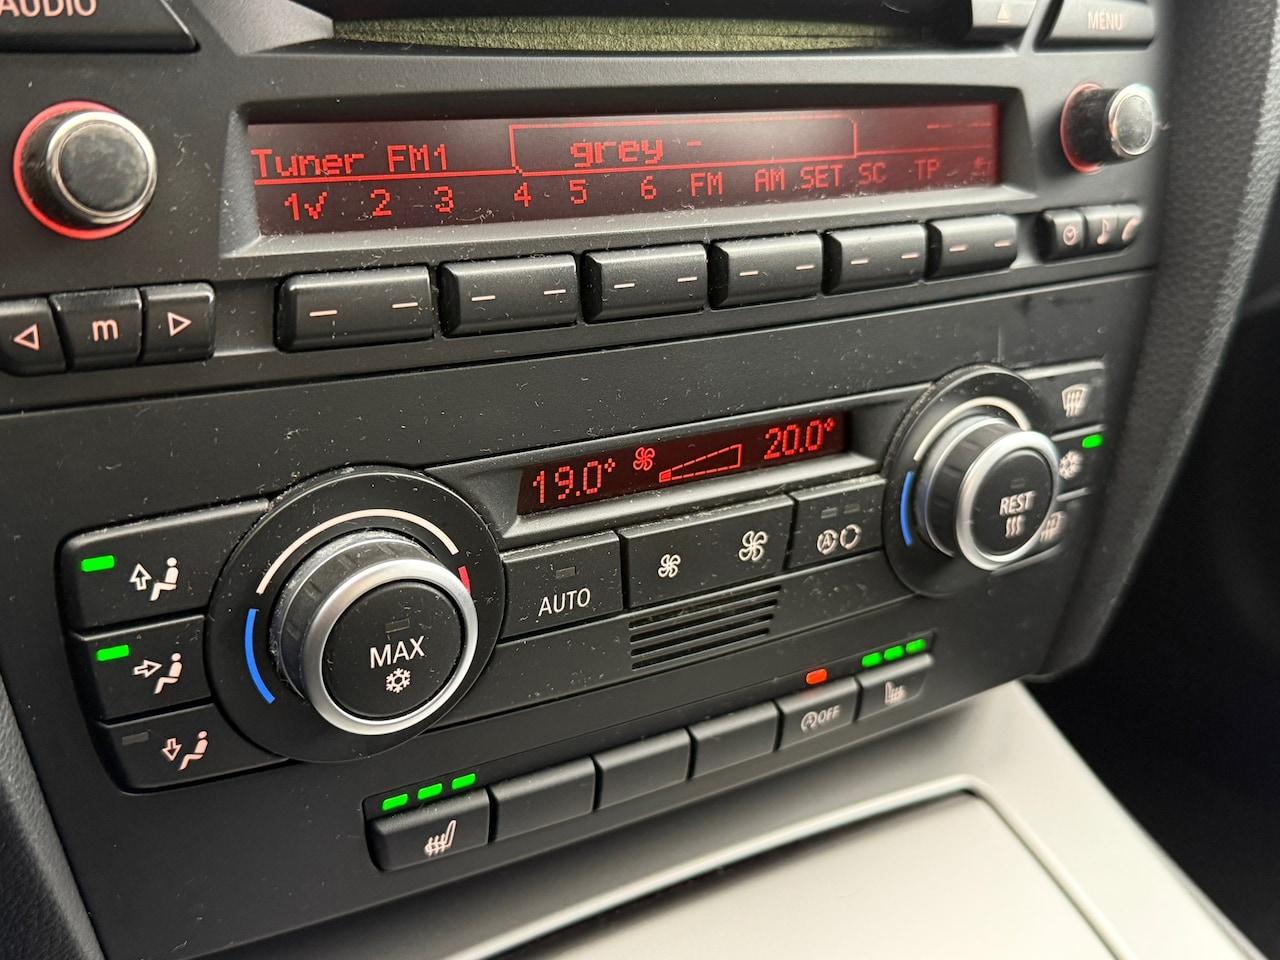 AUDIO
MENU
Tuner FM1 grey -
1✓ 2 3 4 5 6 FM AM SET SC TP
m
19.0° 20.0°
AUTO
MAX
REST
A
A OFF